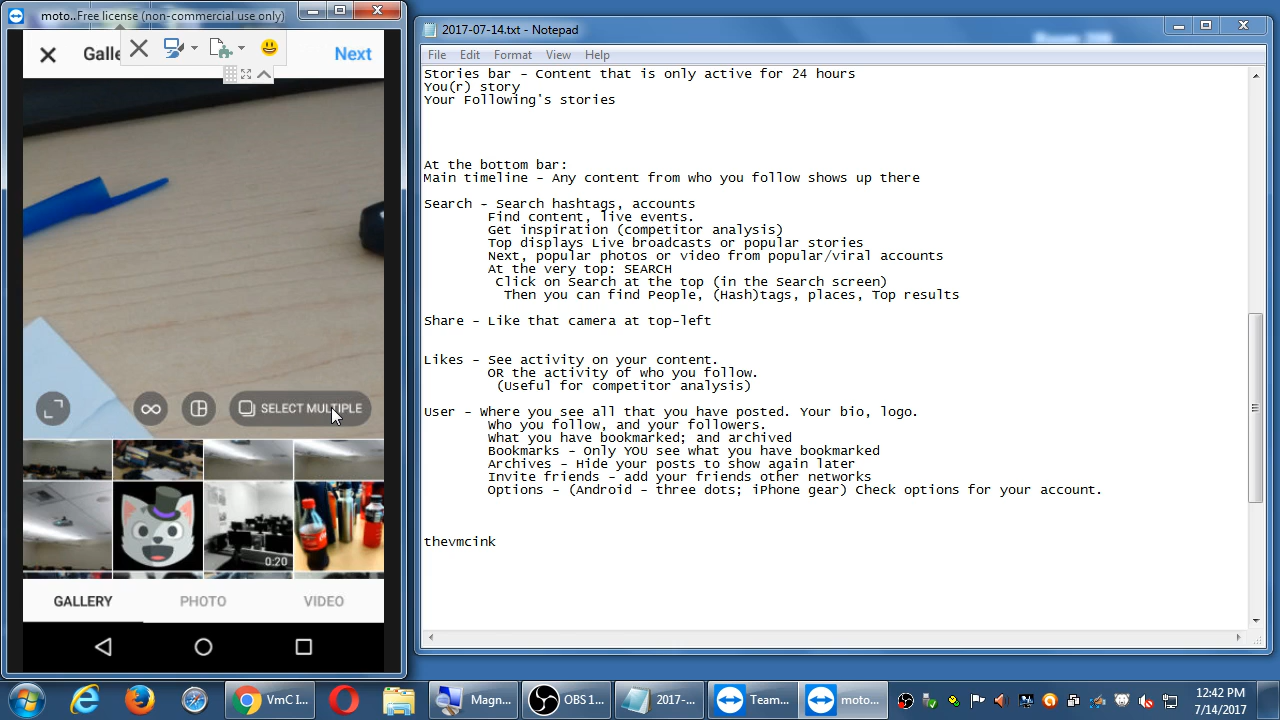 moto..Free license (non-commercial use only)
Galle
Next
SELECT MULTIPLE
0:20
GALLERY
PHOTO
VIDEO
2017-07-14.txt - Notepad
File Edit Format View Help
Stories bar - Content that is only active for 24 hours
You(r) story
Your Following's stories
At the bottom bar:
Main timeline - Any content from who you follow shows up there
Search - Search hashtags, accounts
Find content, live events.
Get inspiration (competitor analysis)
Top displays Live broadcasts or popular stories
Next, popular photos or video from popular/viral accounts
At the very top: SEARCH
Click on Search at the top (in the Search screen)
Then you can find People, (Hash)tags, places, Top results
Share - Like that camera at top-left
Likes - See activity on your content.
OR the activity of who you follow.
(Useful for competitor analysis)
User - Where you see all that you have posted. Your bio, logo.
Who you follow, and your followers.
What you have bookmarked; and archived
Bookmarks - Only YOU see what you have bookmarked
Archives - Hide your posts to show again later
Invite friends - add your friends other networks
Options - (Android - three dots; iPhone gear) Check options for your account.
thevmcink
VmC I...
Magn...
OBS 1...
2017-...
Team...
moto...
12:42 PM
7/14/2017